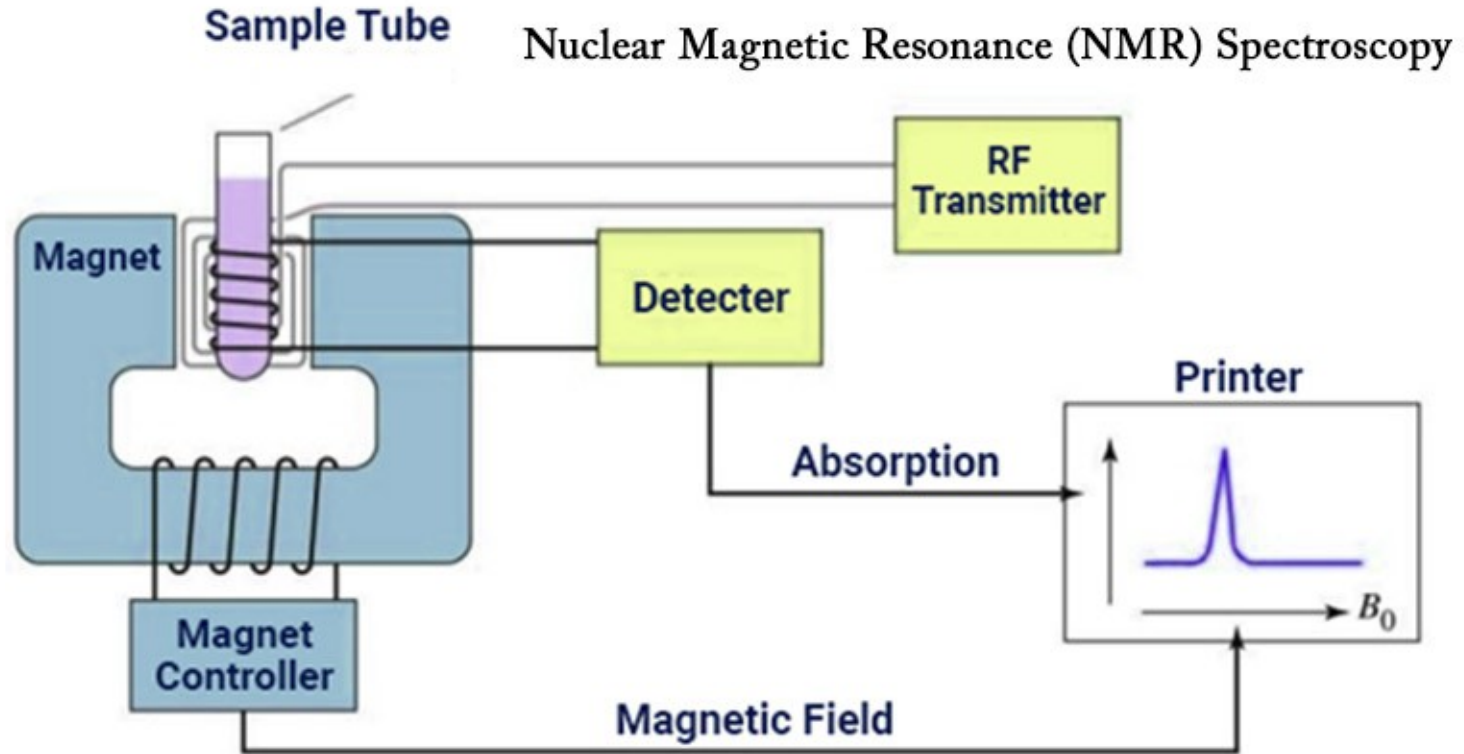 Sample Tube
Nuclear Magnetic Resonance (NMR) Spectroscopy
RF
Transmitter
Magnet
Detecter
Printer
Absorption
B0
Magnet
Controller
Magnetic Field